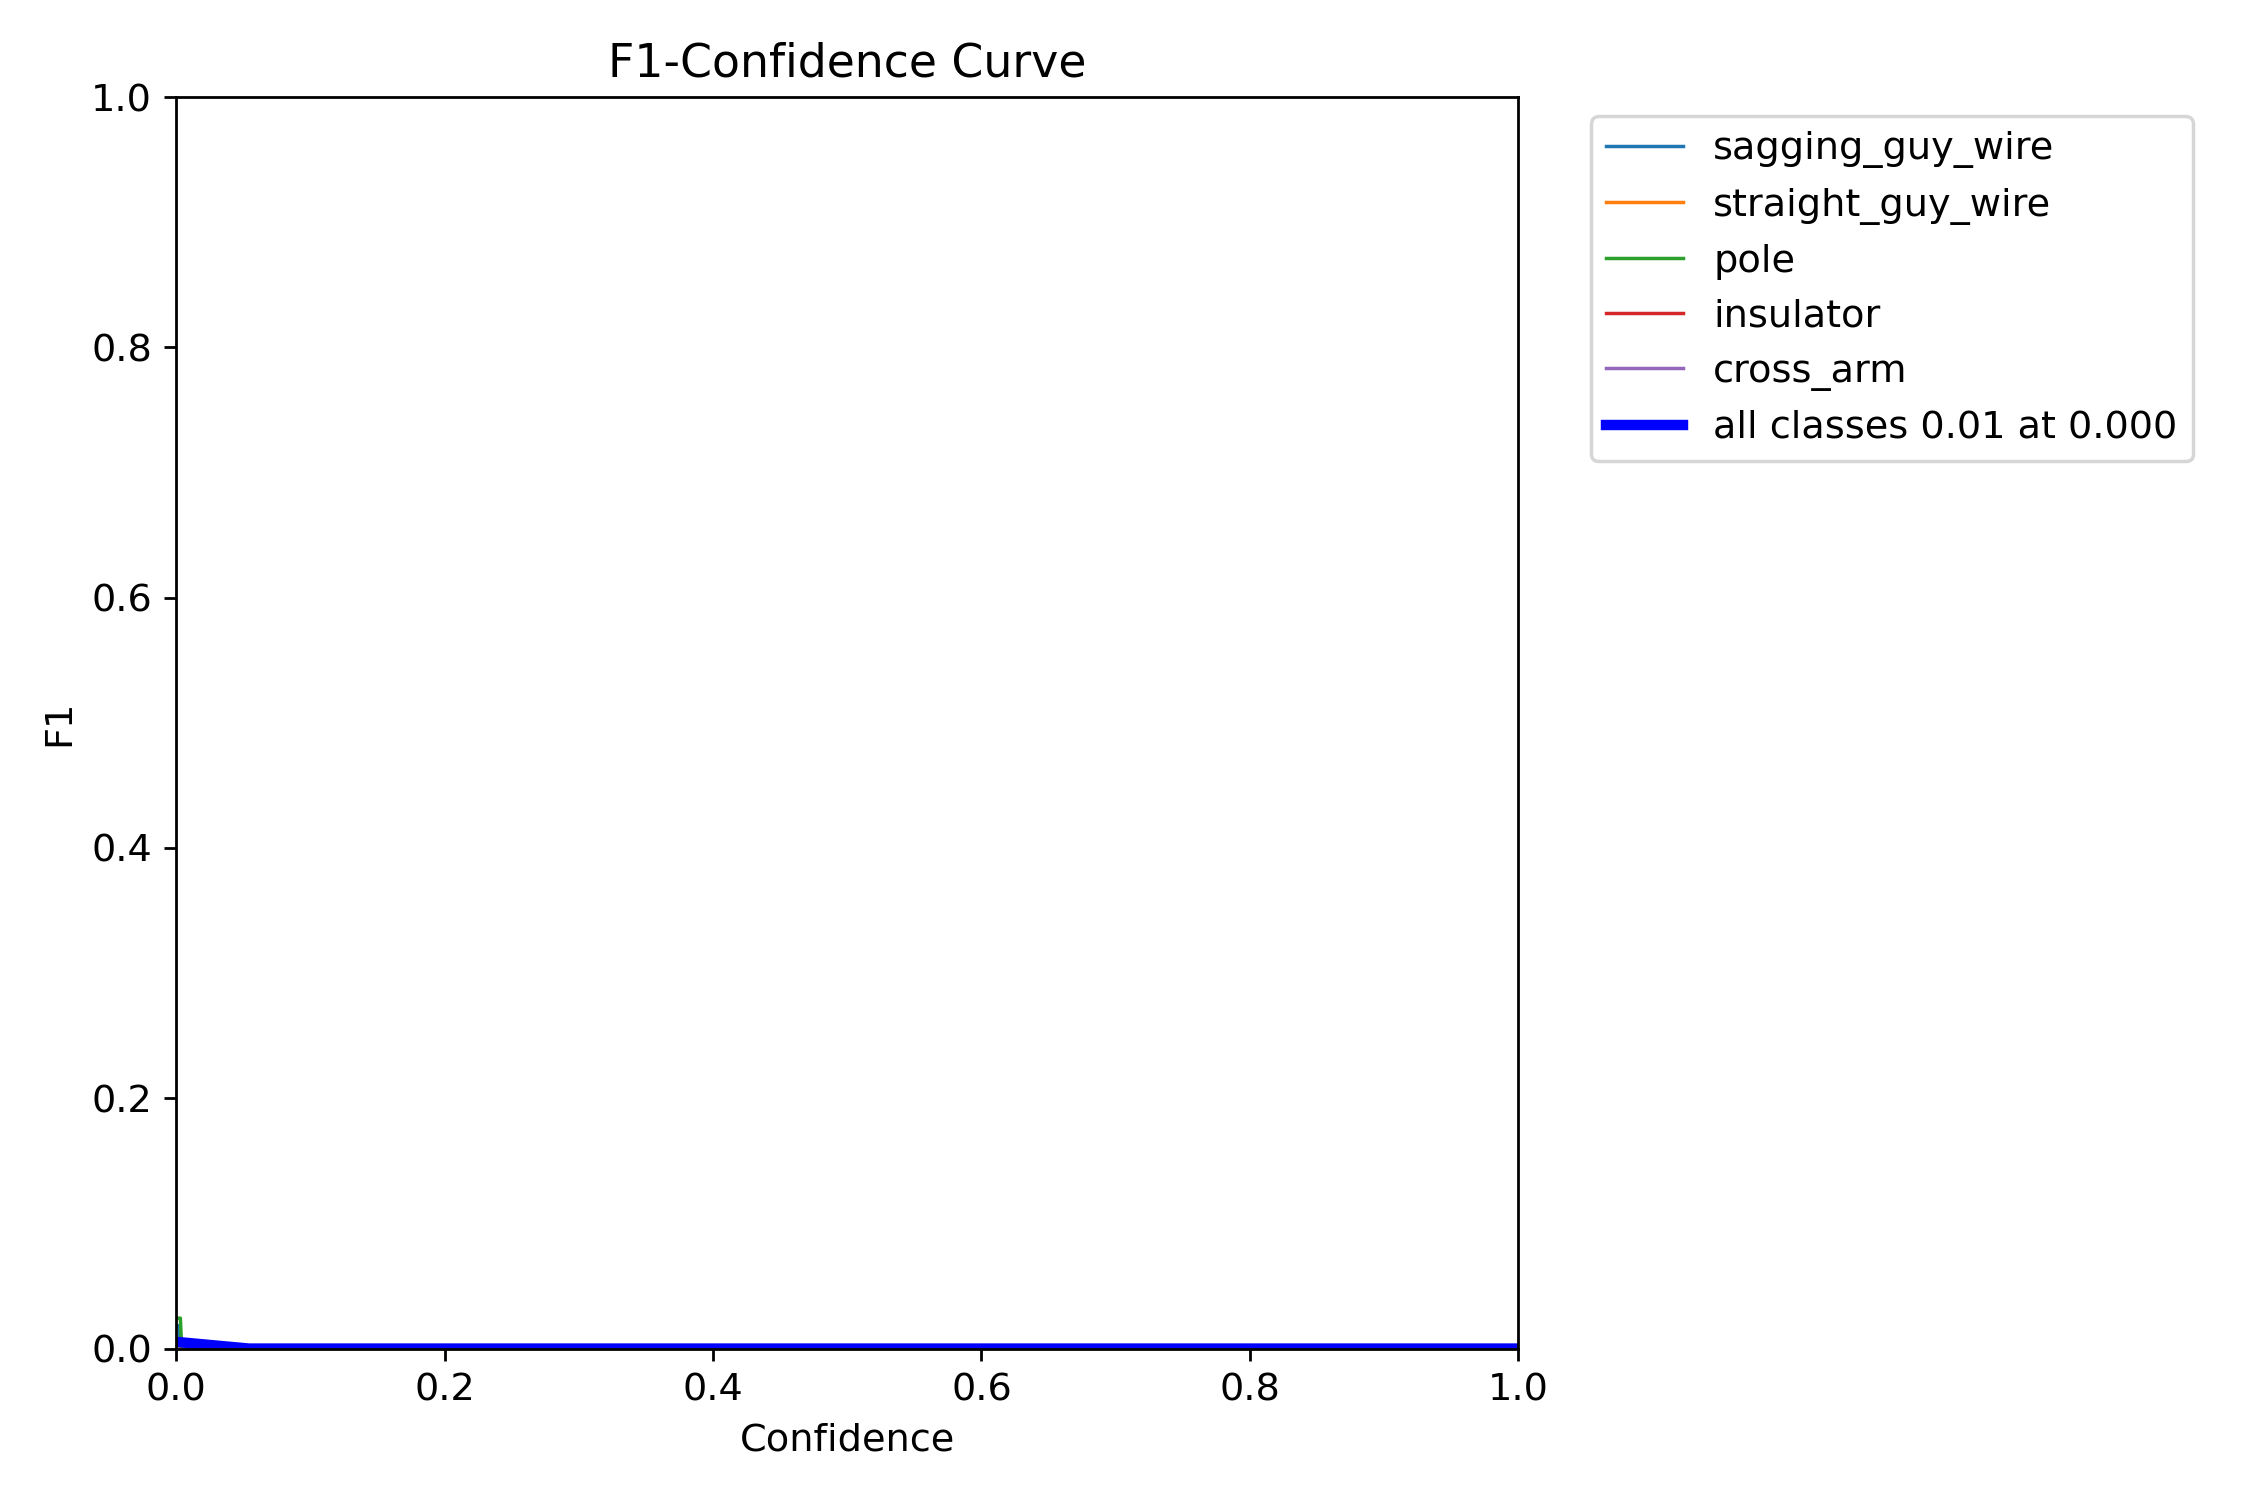 F1-Confidence Curve
1.0
0.8
0.6
0.4
0.2
0.0
F1
0.0 0.2 0.4 0.6 0.8 1.0
Confidence
sagging_guy_wire
straight_guy_wire
pole
insulator
cross_arm
all classes 0.01 at 0.000